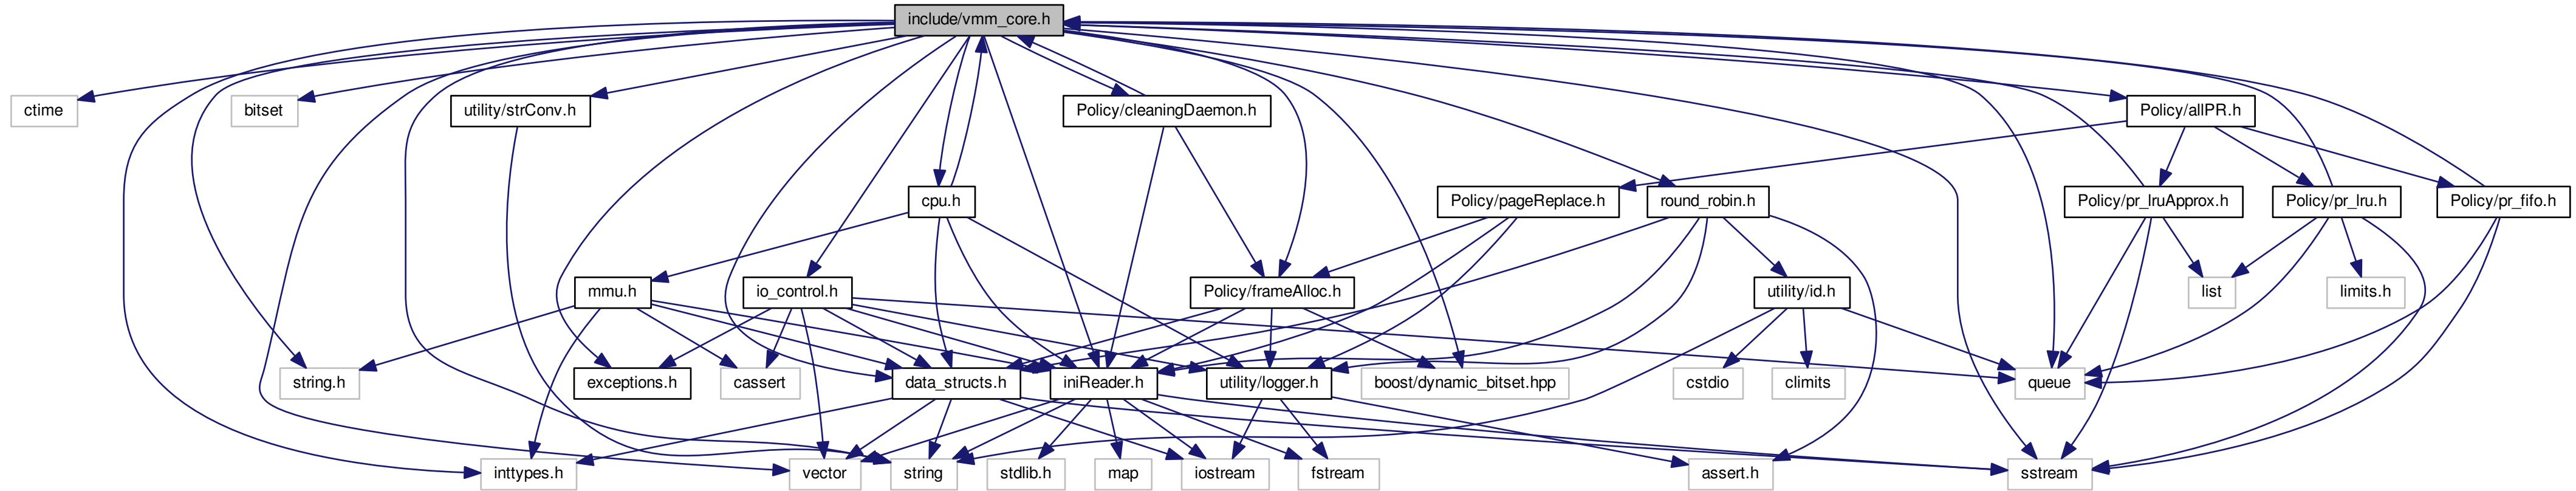 include/vmm_core.h
ctime
bitset
utility/strConv.h
Policy/cleaningDaemon.h
Policy/allPR.h
cpu.h
Policy/pageReplace.h
round_robin.h
Policy/pr_lruApprox.h
Policy/pr_lru.h
Policy/pr_fifo.h
mmu.h
io_control.h
Policy/frameAlloc.h
utility/id.h
list
limits.h
string.h
exceptions.h
cassert
data_structs.h
iniReader.h
utility/logger.h
boost/dynamic_bitset.hpp
cstdio
climits
queue
inttypes.h
vector
string
stdlib.h
map
iostream
fstream
assert.h
sstream